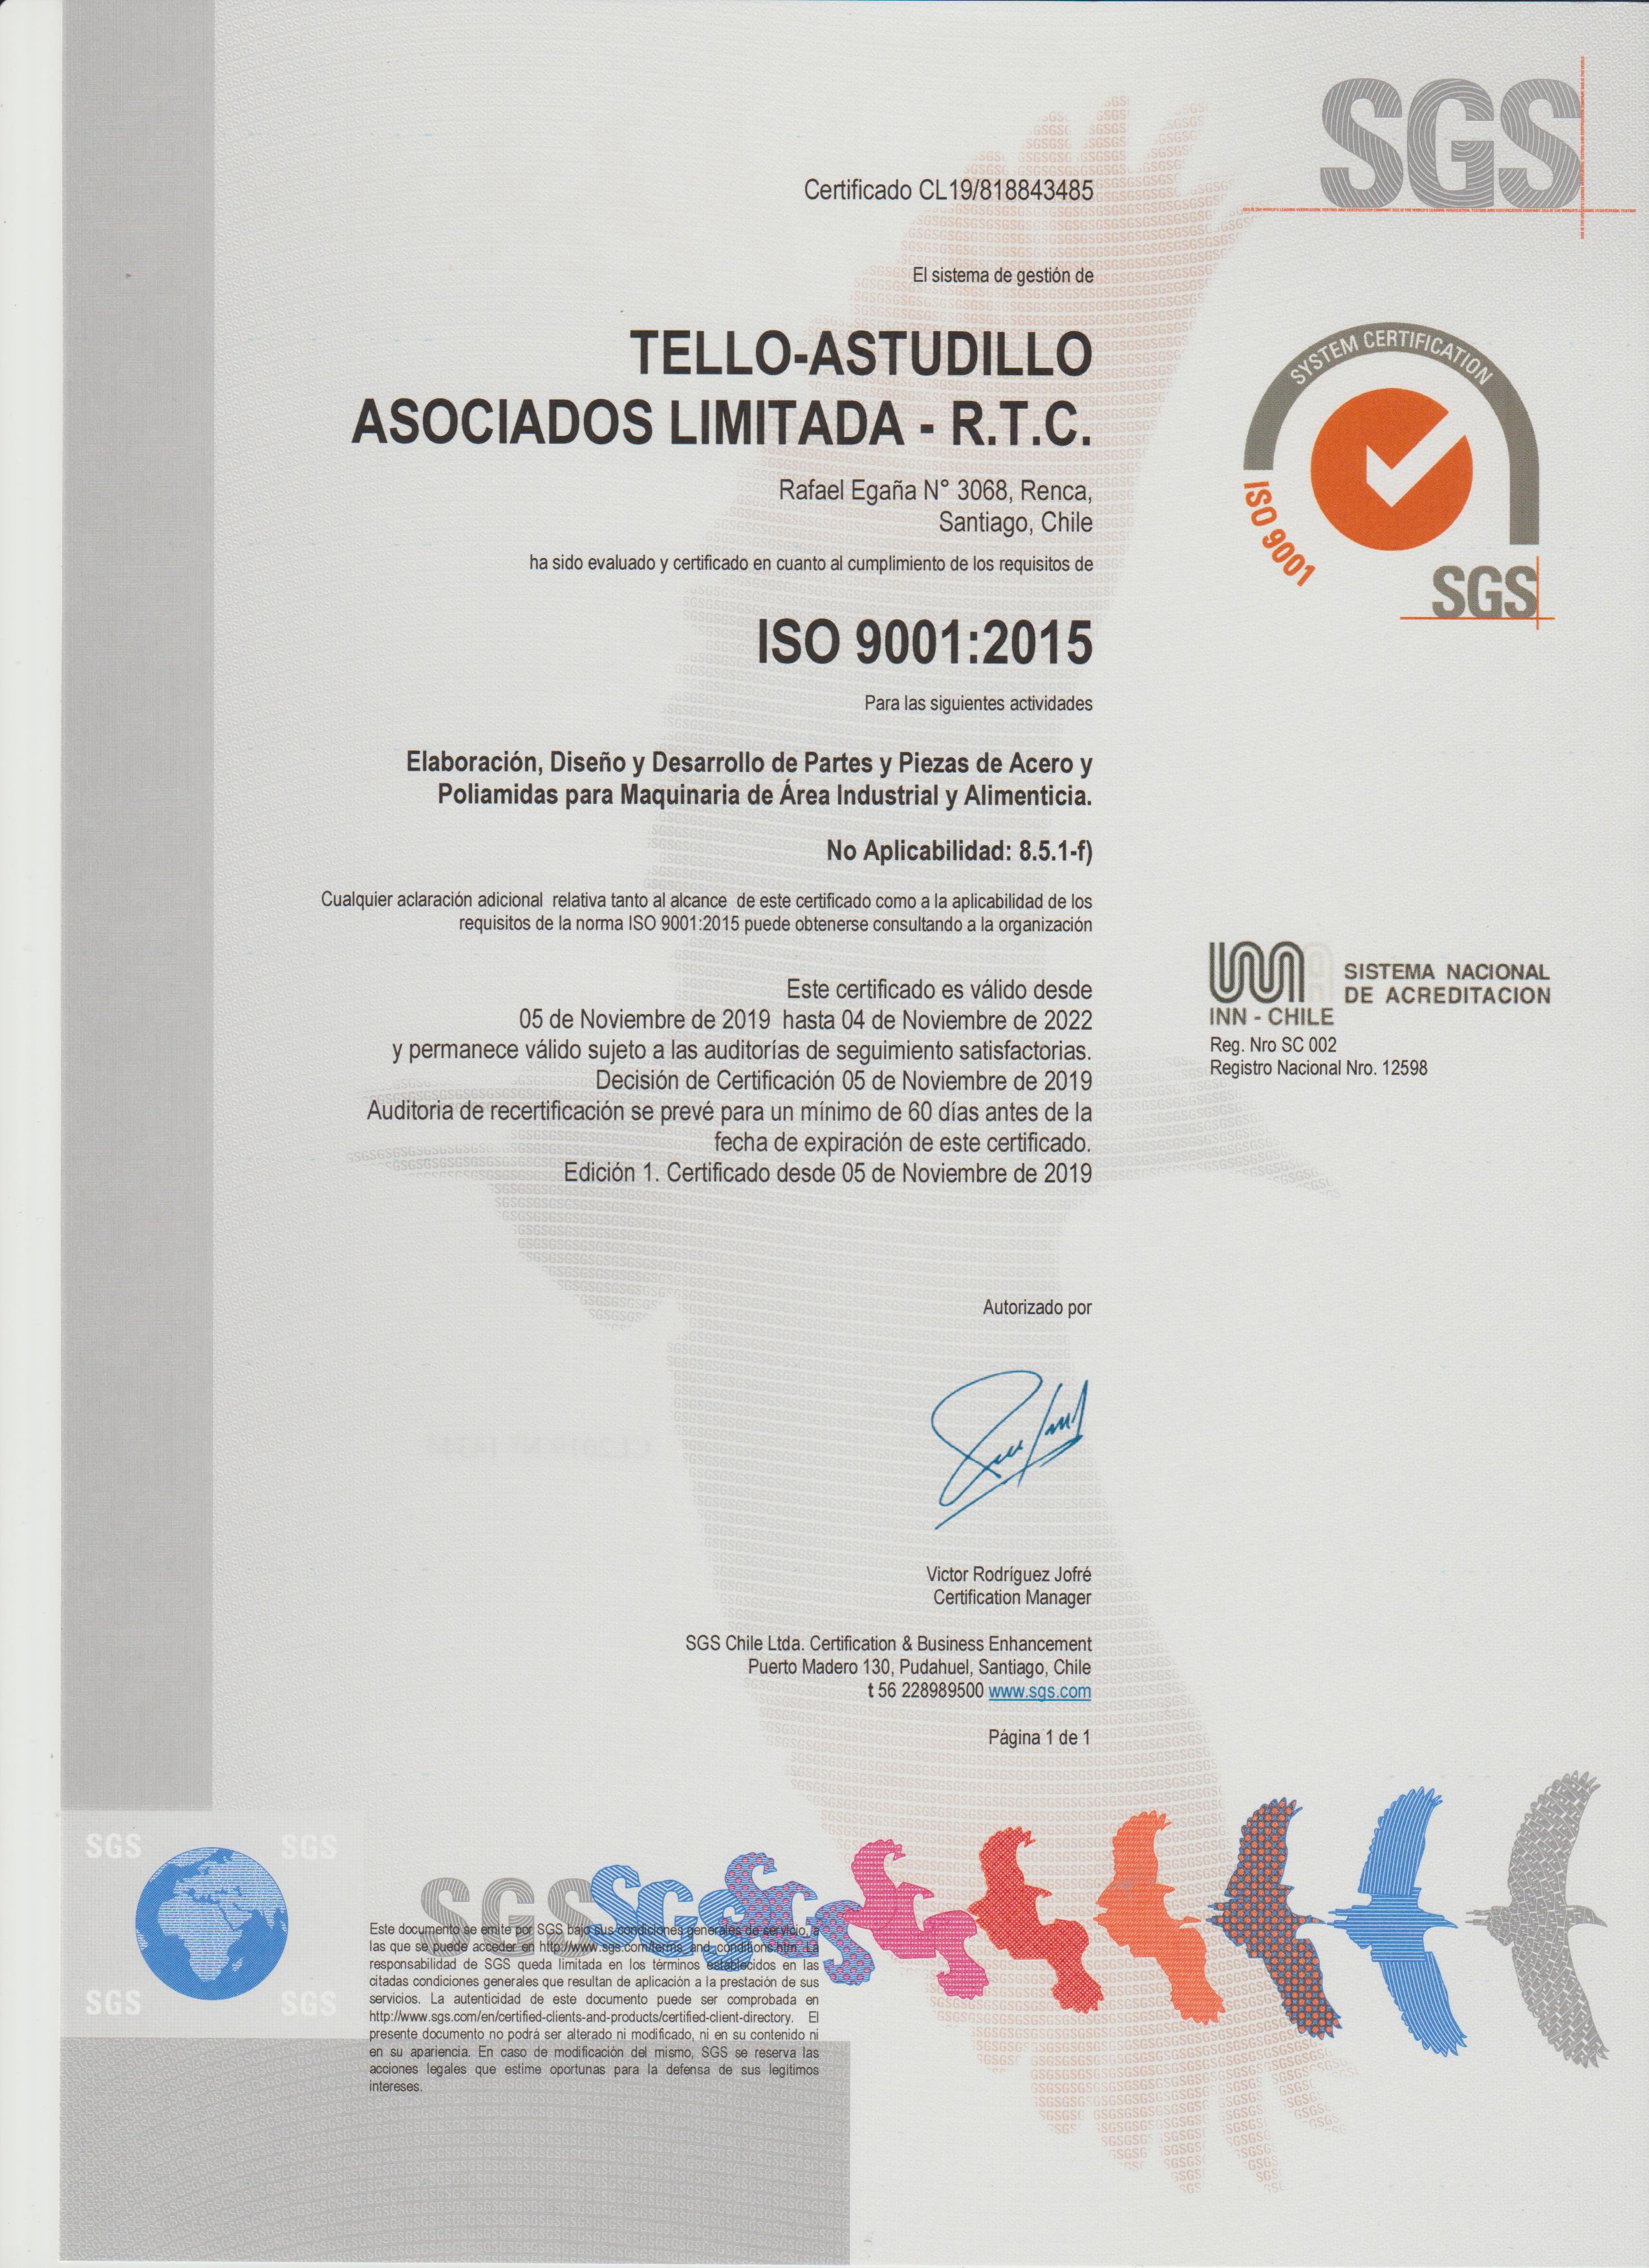 SGS
Certificado CL19/818843485
El sistema de gestión de
TELLO-ASTUDILLO
ASOCIADOS LIMITADA - R.T.C.
Rafael Egaña N° 3068, Renca,
Santiago, Chile
ha sido evaluado y certificado en cuanto al cumplimiento de los requisitos de
SYSTEM CERTIFICATION
ISO 9001
SGS
ISO 9001:2015
Para las siguientes actividades
Elaboración, Diseño y Desarrollo de Partes y Piezas de Acero y
Poliamidas para Maquinaria de Área Industrial y Alimenticia.
No Aplicabilidad: 8.5.1-f)
Cualquier aclaración adicional relativa tanto al alcance de este certificado como a la aplicabilidad de los
requisitos de la norma ISO 9001:2015 puede obtenerse consultando a la organización
Este certificado es válido desde
05 de Noviembre de 2019 hasta 04 de Noviembre de 2022
y permanece válido sujeto a las auditorías de seguimiento satisfactorias.
Decisión de Certificación 05 de Noviembre de 2019
Auditoria de recertificación se prevé para un mínimo de 60 días antes de la
fecha de expiración de este certificado.
Edición 1. Certificado desde 05 de Noviembre de 2019
SISTEMA NACIONAL
DE ACREDITACION
INN - CHILE
Reg. Nro SC 002
Registro Nacional Nro. 12598
Autorizado por
Victor Rodríguez Jofré
Certification Manager
SGS Chile Ltda. Certification & Business Enhancement
Puerto Madero 130, Pudahuel, Santiago, Chile
t 56 228989500 www.sgs.com
Página 1 de 1
SGS SGS
SGS SGS
SGS SGS SGS
Este documento se emite por SGS bajo sus condiciones generales de servicio, a
las que se puede acceder en http://www.sgs.com/terms_and_conditions.htm. La
responsabilidad de SGS queda limitada en los términos establecidos en las
citadas condiciones generales que resultan de aplicación a la prestación de sus
servicios. La autenticidad de este documento puede ser comprobada en
http://www.sgs.com/en/certified-clients-and-products/certified-client-directory. El
presente documento no podrá ser alterado ni modificado, ni en su contenido ni
en su apariencia. En caso de modificación del mismo, SGS se reserva las
acciones legales que estime oportunas para la defensa de sus legítimos
intereses.